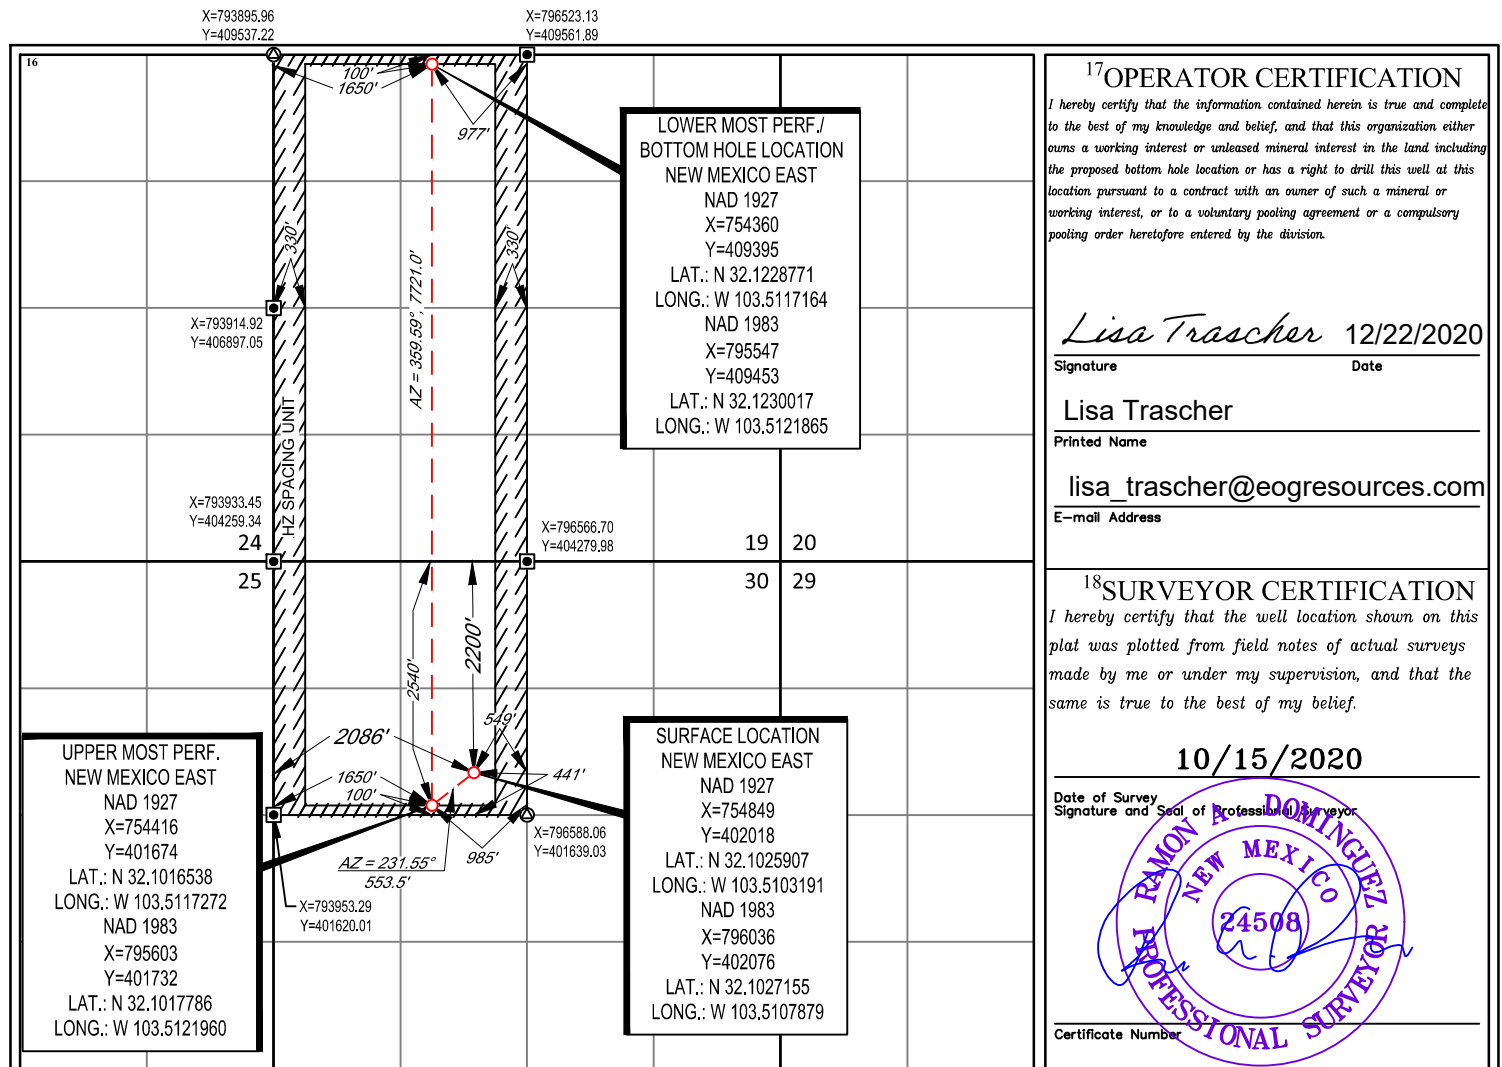 X=793895.96
Y=409537.22
X=796523.13
Y=409561.89
16
100'
1650'
977'
330'
330'
AZ = 359.59°, 7721.0'
HZ SPACING UNIT
X=793914.92
Y=406897.05
X=793933.45
Y=404259.34
X=796566.70
Y=404279.98
24
25
19 20
30 29
LOWER MOST PERF./
BOTTOM HOLE LOCATION
NEW MEXICO EAST
NAD 1927
X=754360
Y=409395
LAT.: N 32.1228771
LONG.: W 103.5117164
NAD 1983
X=795547
Y=409453
LAT.: N 32.1230017
LONG.: W 103.5121865
2540'
2200'
2086'
549'
1650'
100'
441'
985'
AZ = 231.55°
553.5'
X=796588.06
Y=401639.03
X=793953.29
Y=401620.01
UPPER MOST PERF.
NEW MEXICO EAST
NAD 1927
X=754416
Y=401674
LAT.: N 32.1016538
LONG.: W 103.5117272
NAD 1983
X=795603
Y=401732
LAT.: N 32.1017786
LONG.: W 103.5121960
SURFACE LOCATION
NEW MEXICO EAST
NAD 1927
X=754849
Y=402018
LAT.: N 32.1025907
LONG.: W 103.5103191
NAD 1983
X=796036
Y=402076
LAT.: N 32.1027155
LONG.: W 103.5107879
17OPERATOR CERTIFICATION
I hereby certify that the information contained herein is true and complete
to the best of my knowledge and belief, and that this organization either
owns a working interest or unleased mineral interest in the land including
the proposed bottom hole location or has a right to drill this well at this
location pursuant to a contract with an owner of such a mineral or
working interest, or to a voluntary pooling agreement or a compulsory
pooling order heretofore entered by the division.
Lisa Trascher 12/22/2020
Signature Date
Lisa Trascher
Printed Name
lisa_trascher@eogresources.com
E-mail Address
18SURVEYOR CERTIFICATION
I hereby certify that the well location shown on this
plat was plotted from field notes of actual surveys
made by me or under my supervision, and that the
same is true to the best of my belief.
10/15/2020
Date of Survey
Signature and Seal of Professional Surveyor
RAMON A. DOMINGUEZ
NEW MEXICO
24508
PROFESSIONAL SURVEYOR
Certificate Number